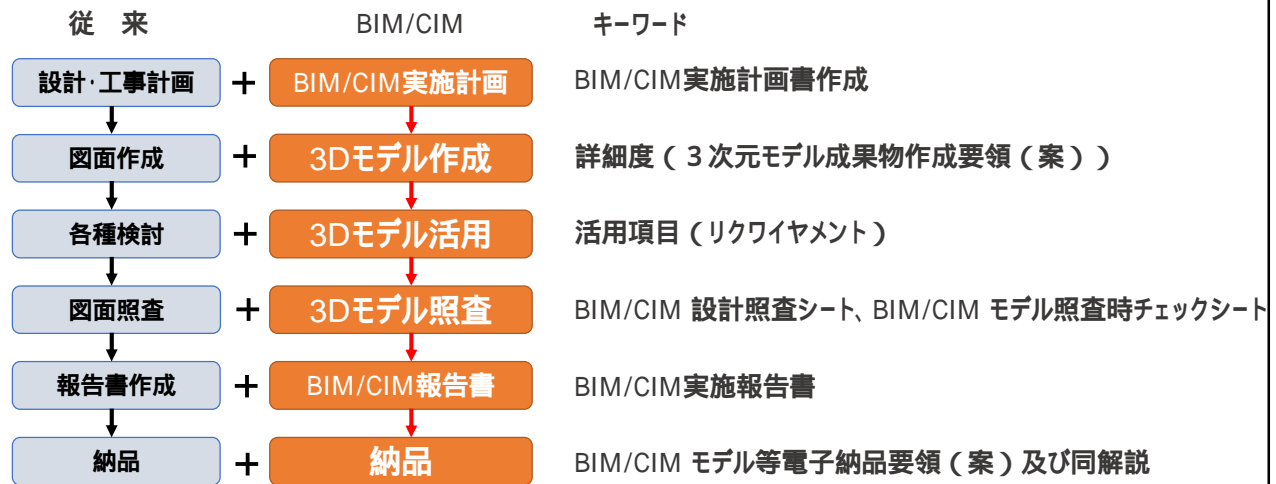 従　来 BIM/CIM キーワード
設計・工事計画 + BIM/CIM実施計画 BIM/CIM実施計画書作成
図面作成 + 3Dモデル作成 詳細度（３次元モデル成果物作成要領（案））
各種検討 + 3Dモデル活用 活用項目（リクワイヤメント）
図面照査 + 3Dモデル照査 BIM/CIM 設計照査シート、BIM/CIM モデル照査時チェックシート
報告書作成 + BIM/CIM報告書 BIM/CIM実施報告書
納品 + 納品 BIM/CIM モデル等電子納品要領（案）及び同解説